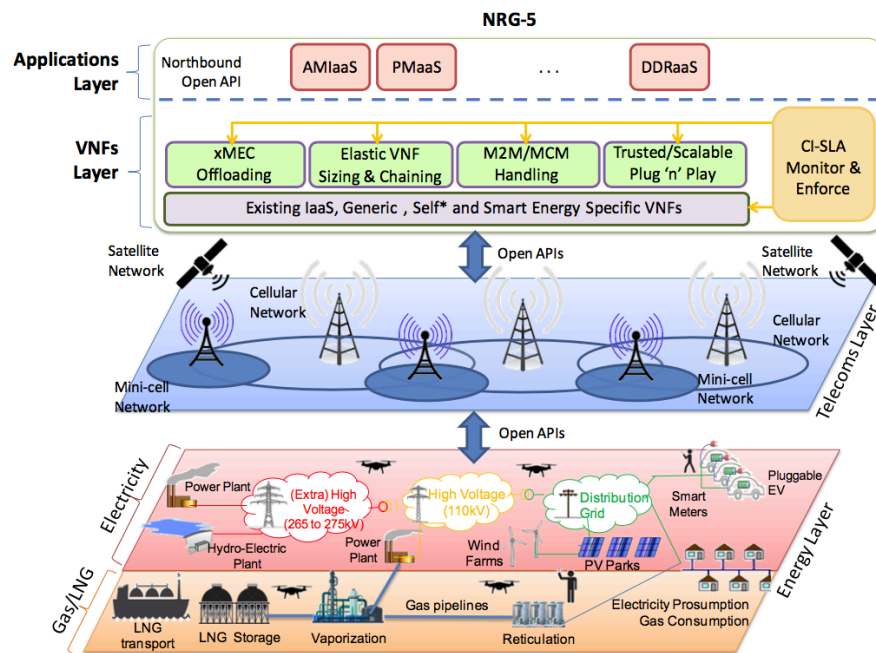 NRG-5
Applications
Layer
Northbound
Open API
AMIaaS
PMaaS
...
DDRaaS
VNFs
Layer
xMEC
Offloading
Elastic VNF
Sizing & Chaining
M2M/MCM
Handling
Trusted/Scalable
Plug ‘n’ Play
CI-SLA
Monitor &
Enforce
Existing IaaS, Generic , Self* and Smart Energy Specific VNFs
Satellite
Network
Open APIs
Satellite
Network
Cellular
Network
Cellular
Network
Mini-cell
Network
Mini-cell
Network
Telecoms Layer
Open APIs
Electricity
Power Plant
(Extra) High
Voltage
(265 to 275kV)
High Voltage
(110kV)
Distribution
Grid
Smart
Meters
Pluggable
EV
Hydro-Electric
Plant
Power
Plant
Wind
Farms
PV Parks
Energy Layer
Gas/LNG
LNG
transport
LNG Storage
Vaporization
Gas pipelines
Reticulation
Electricity Prosumption
Gas Consumption